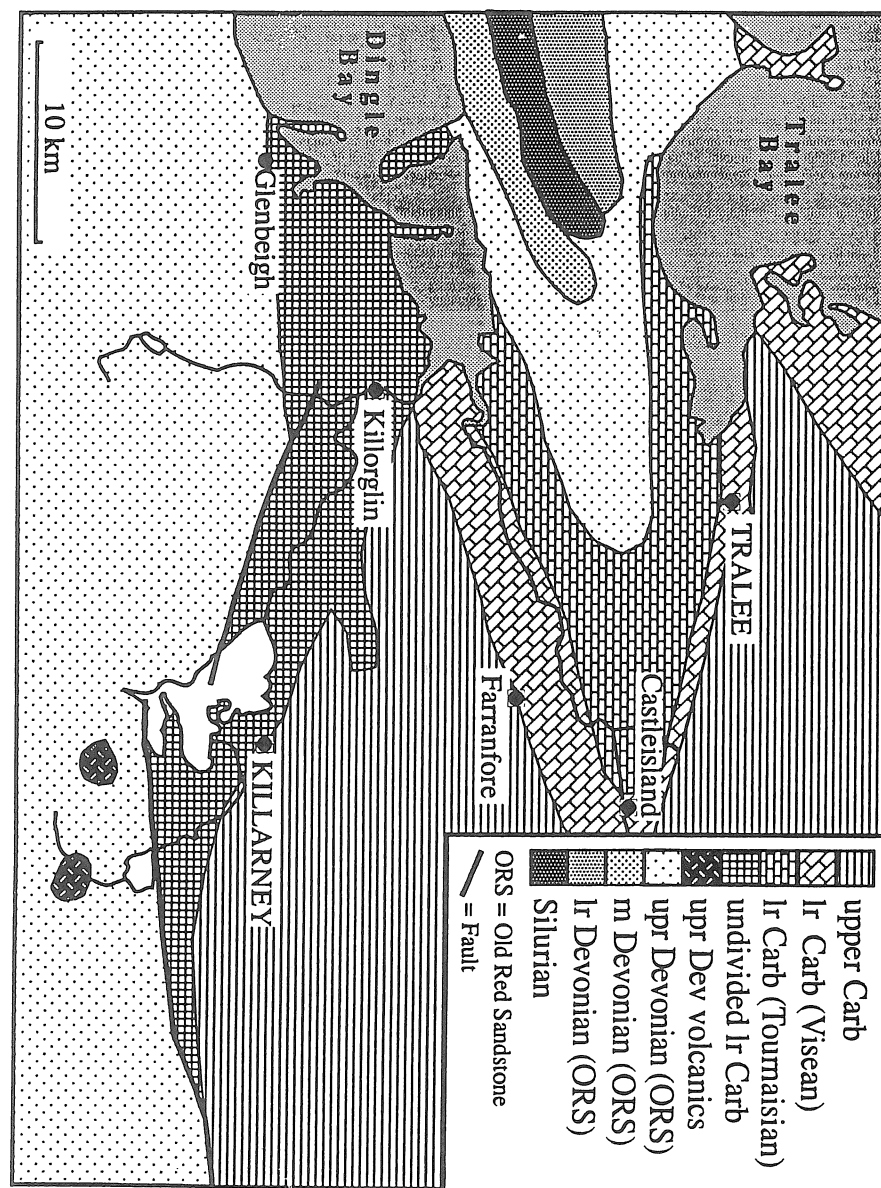 Tralee
Bay
Dingle
Bay
TRALEE
Castleisland
Farranfore
Killorglin
Glenbeigh
KILLARNEY
10 km
upper Carb
lr Carb (Visean)
lr Carb (Tournaisian)
undivided lr Carb
upr Dev volcanics
upr Devonian (ORS)
m Devonian (ORS)
lr Devonian (ORS)
Silurian
ORS = Old Red Sandstone
= Fault